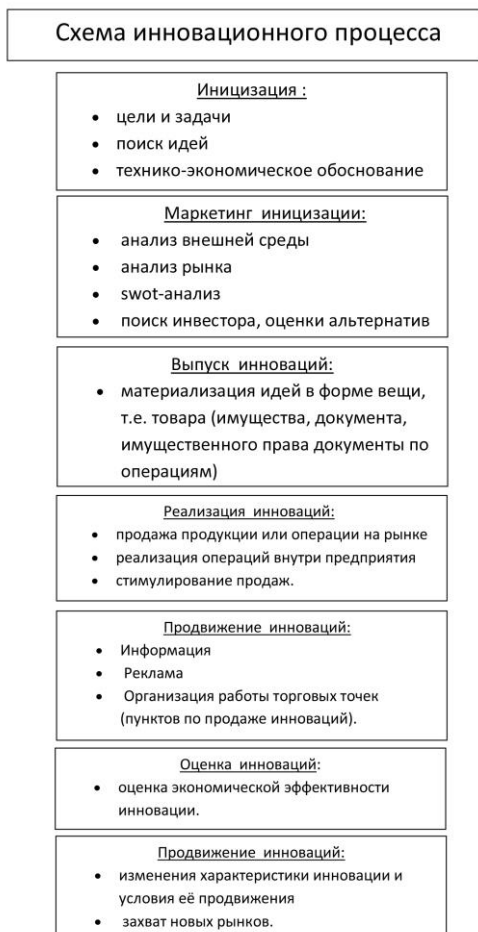 Схема инновационного процесса
Иницизация :
• цели и задачи
• поиск идей
• технико-экономическое обоснование
Маркетинг иницизации:
• анализ внешней среды
• анализ рынка
• swot-анализ
• поиск инвестора, оценки альтернатив
Выпуск инноваций:
• материализация идей в форме вещи,
т.е. товара (имущества, документа,
имущественного права документы по
операциям)
Реализация инноваций:
• продажа продукции или операции на рынке
• реализация операций внутри предприятия
• стимулирование продаж.
Продвижение инноваций:
• Информация
• Реклама
• Организация работы торговых точек
(пунктов по продаже инноваций).
Оценка инноваций:
• оценка экономической эффективности
инновации.
Продвижение инноваций:
• изменения характеристики инновации и
условия её продвижения
• захват новых рынков.